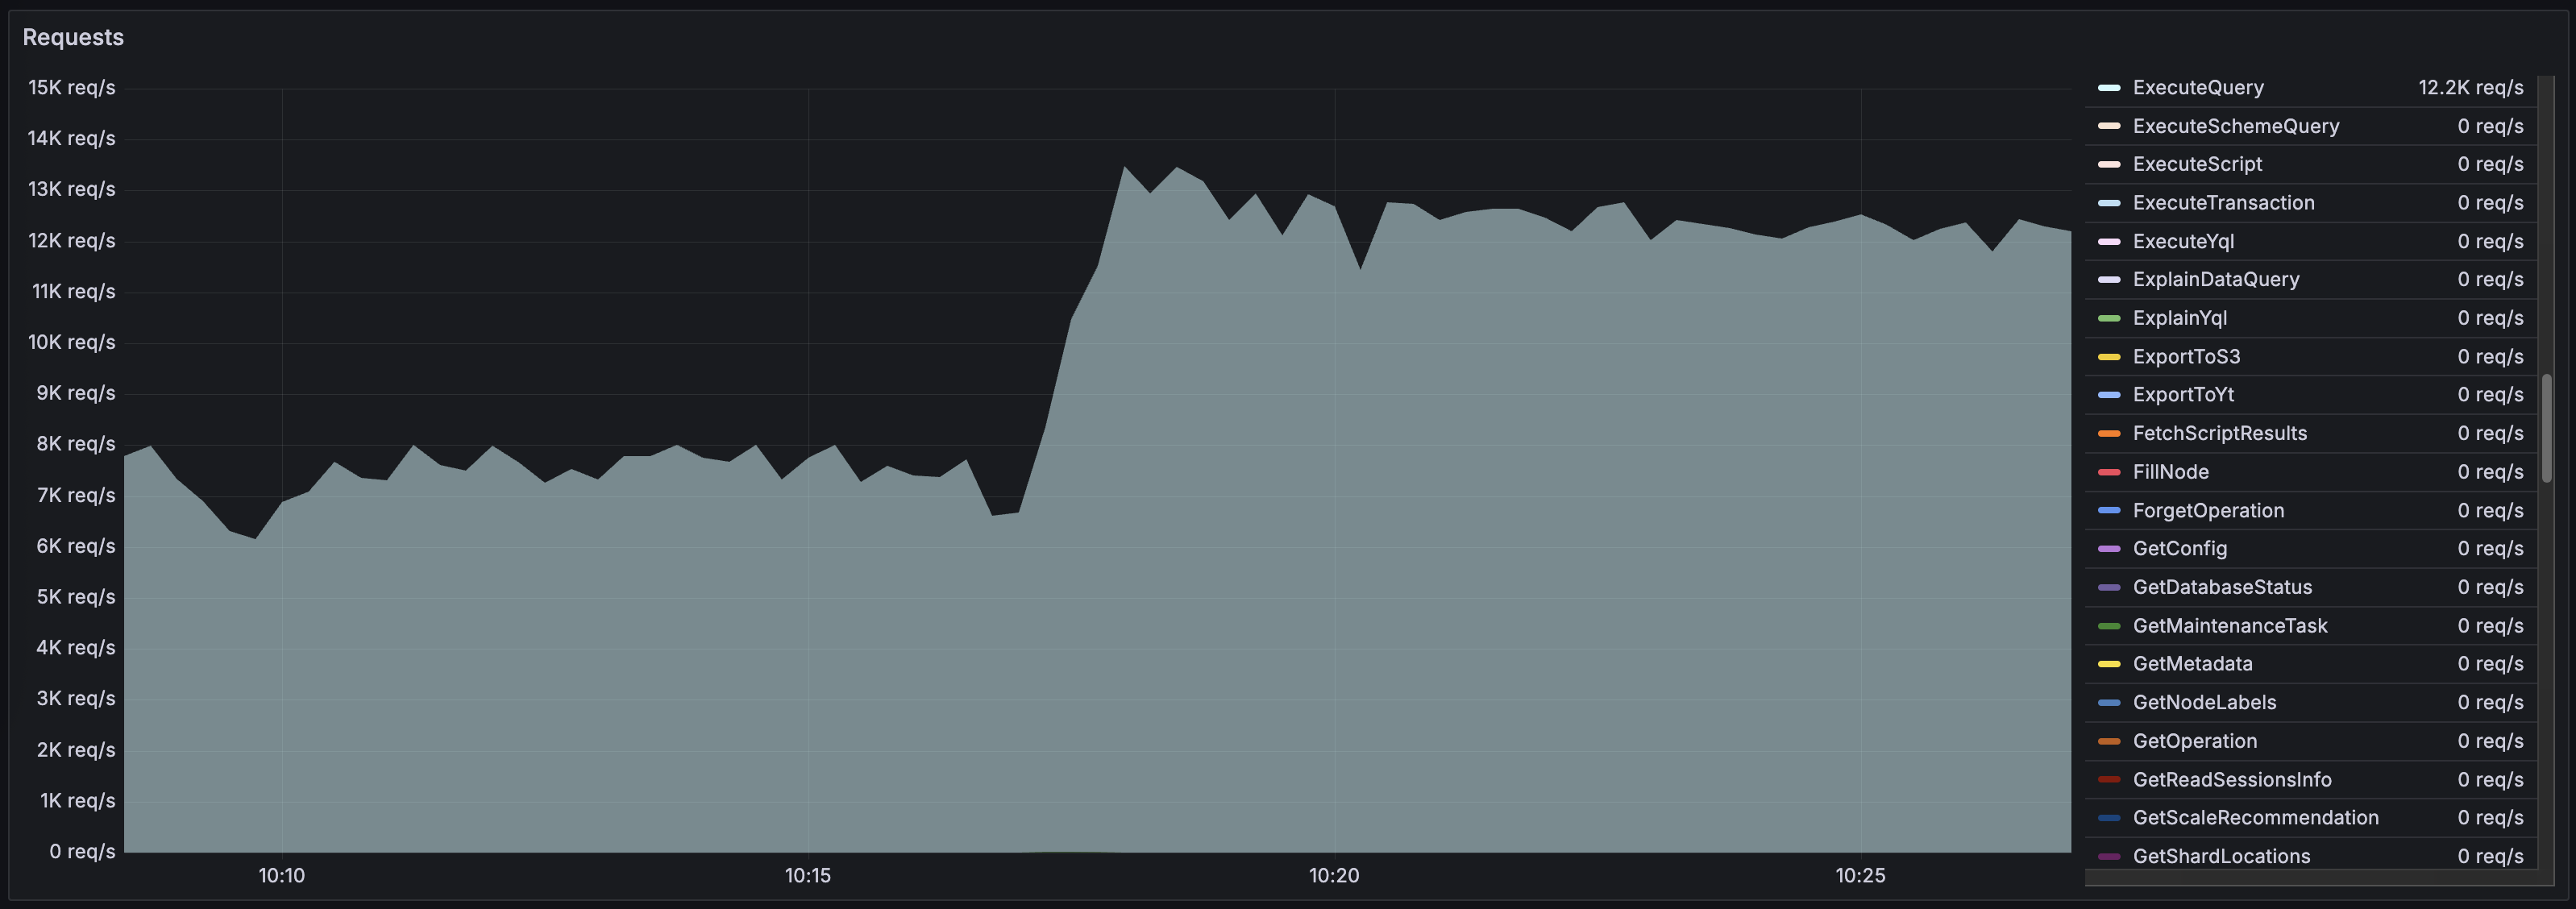 Requests
15K req/s
14K req/s
13K req/s
12K req/s
11K req/s
10K req/s
9K req/s
8K req/s
7K req/s
6K req/s
5K req/s
4K req/s
3K req/s
2K req/s
1K req/s
0 req/s
10:10 10:15 10:20 10:25
ExecuteQuery 12.2K req/s
ExecuteSchemeQuery 0 req/s
ExecuteScript 0 req/s
ExecuteTransaction 0 req/s
ExecuteYql 0 req/s
ExplainDataQuery 0 req/s
ExplainYql 0 req/s
ExportToS3 0 req/s
ExportToYt 0 req/s
FetchScriptResults 0 req/s
FillNode 0 req/s
ForgetOperation 0 req/s
GetConfig 0 req/s
GetDatabaseStatus 0 req/s
GetMaintenanceTask 0 req/s
GetMetadata 0 req/s
GetNodeLabels 0 req/s
GetOperation 0 req/s
GetReadSessionsInfo 0 req/s
GetScaleRecommendation 0 req/s
GetShardLocations 0 req/s